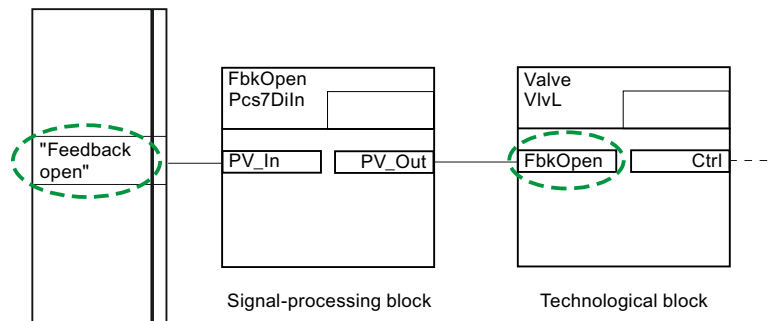 "Feedback
open"
FbkOpen
Pcs7DiIn
PV_In
PV_Out
Valve
VlvL
FbkOpen
Ctrl
Signal-processing block
Technological block